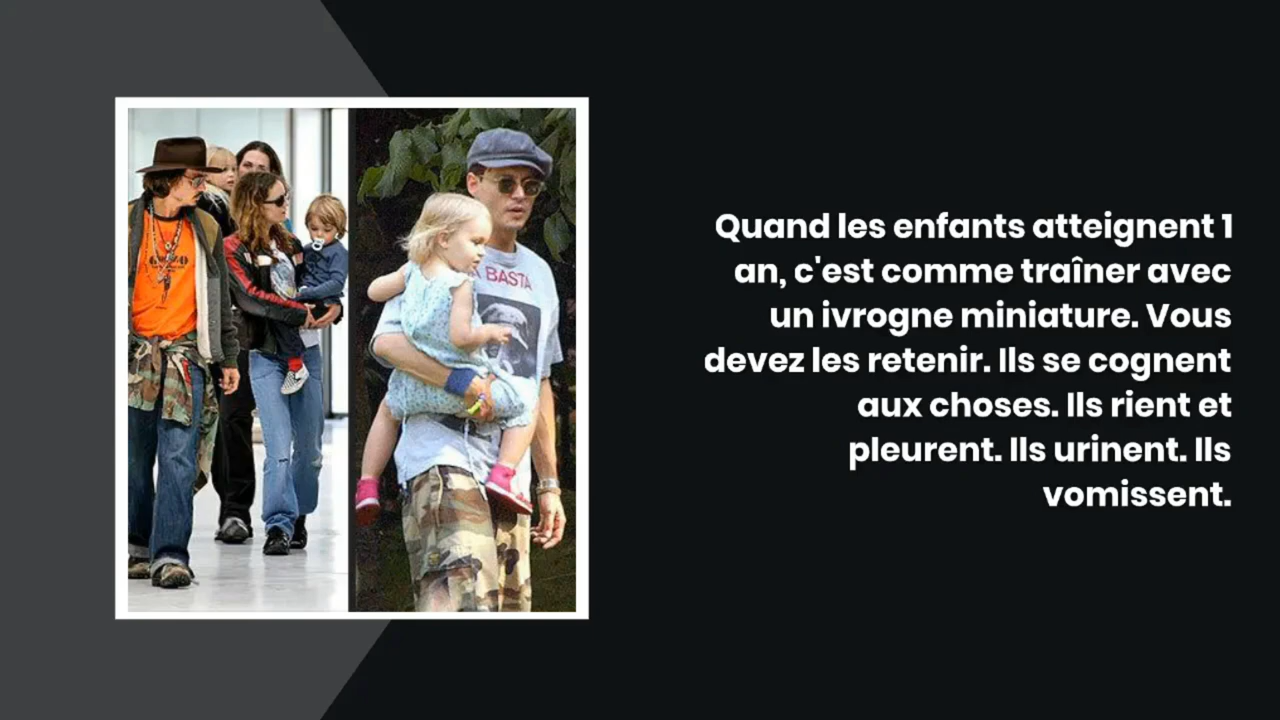 Quand les enfants atteignent 1
an, c'est comme traîner avec
un ivrogne miniature. Vous
devez les retenir. Ils se cognent
aux choses. Ils rient et
pleurent. Ils urinent. Ils
vomissent.
BASTA